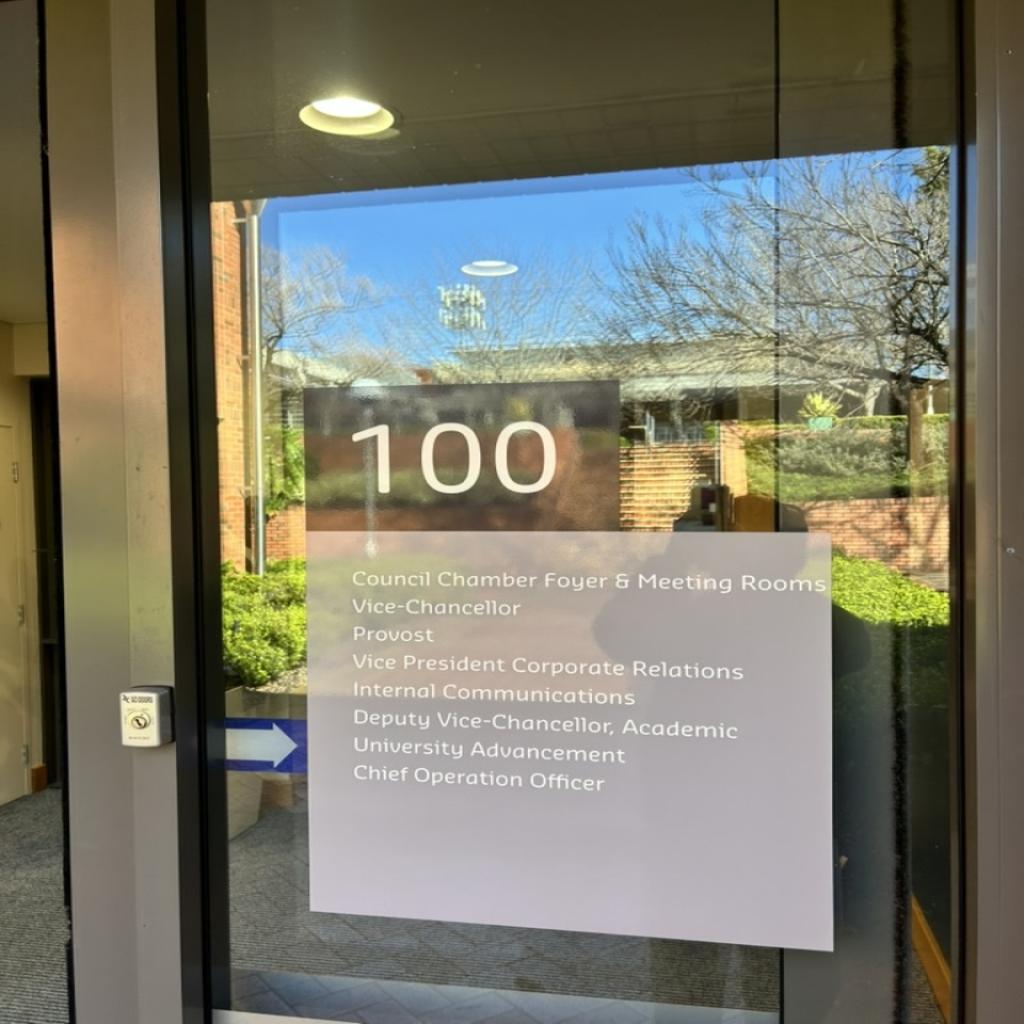 100
Council Chamber Foyer & Meeting Rooms
Vice-Chancellor
Provost
Vice President Corporate Relations
Internal Communications
Deputy Vice-Chancellor, Academic
University Advancement
Chief Operation Officer